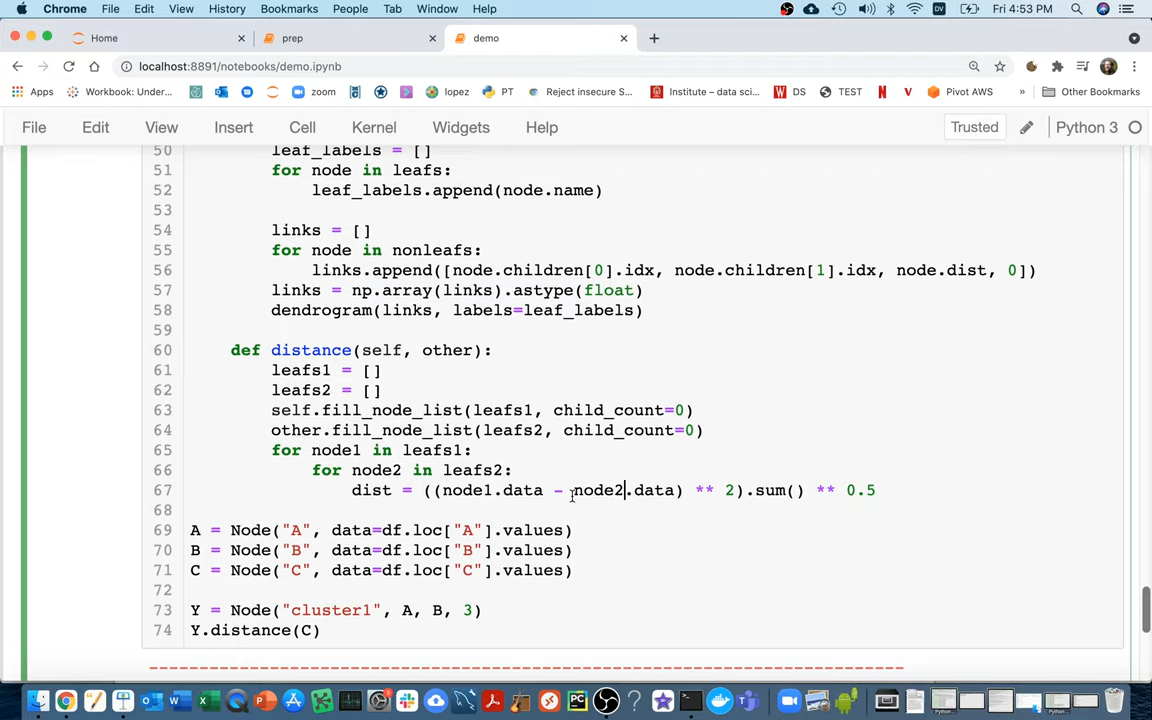 Chrome File Edit View History Bookmarks People Tab Window Help Fri 4:53 PM
Home prep demo
localhost:8891/notebooks/demo.ipynb
Apps Workbook: Under... zoom lopez PT Reject insecure S... Institute – data sci... DS TEST Pivot AWS » Other Bookmarks
File Edit View Insert Cell Kernel Widgets Help Trusted Python 3
50 leaf_labels = []
51 for node in leafs:
52 leaf_labels.append(node.name)
53
54 links = []
55 for node in nonleafs:
56 links.append([node.children[0].idx, node.children[1].idx, node.dist, 0])
57 links = np.array(links).astype(float)
58 dendrogram(links, labels=leaf_labels)
59
60 def distance(self, other):
61 leafs1 = []
62 leafs2 = []
63 self.fill_node_list(leafs1, child_count=0)
64 other.fill_node_list(leafs2, child_count=0)
65 for node1 in leafs1:
66 for node2 in leafs2:
67 dist = ((node1.data - node2.data) ** 2).sum() ** 0.5
68
69 A = Node("A", data=df.loc["A"].values)
70 B = Node("B", data=df.loc["B"].values)
71 C = Node("C", data=df.loc["C"].values)
72
73 Y = Node("cluster1", A, B, 3)
74 Y.distance(C)
---------------------------------------------------------------------------